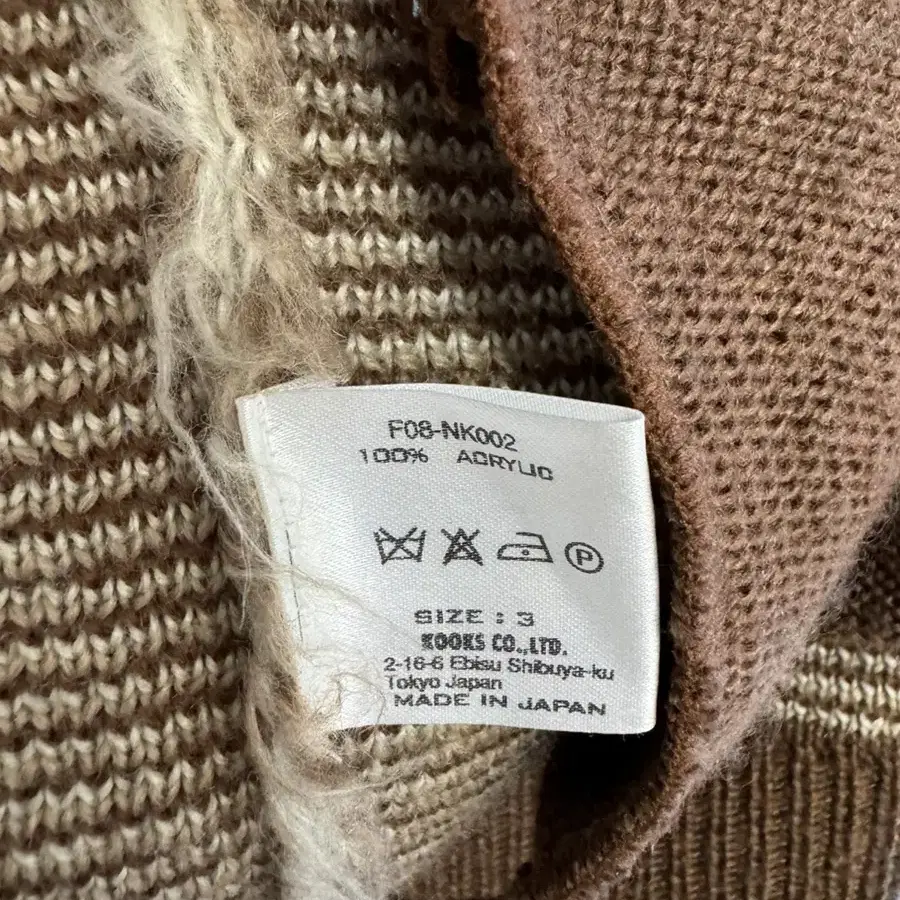 F08-NK002
100% ACRYLIC
P
SIZE : 3
KOOKS CO.,LTD.
2-16-6 Ebisu Shibuya-ku
Tokyo Japan
MADE IN JAPAN